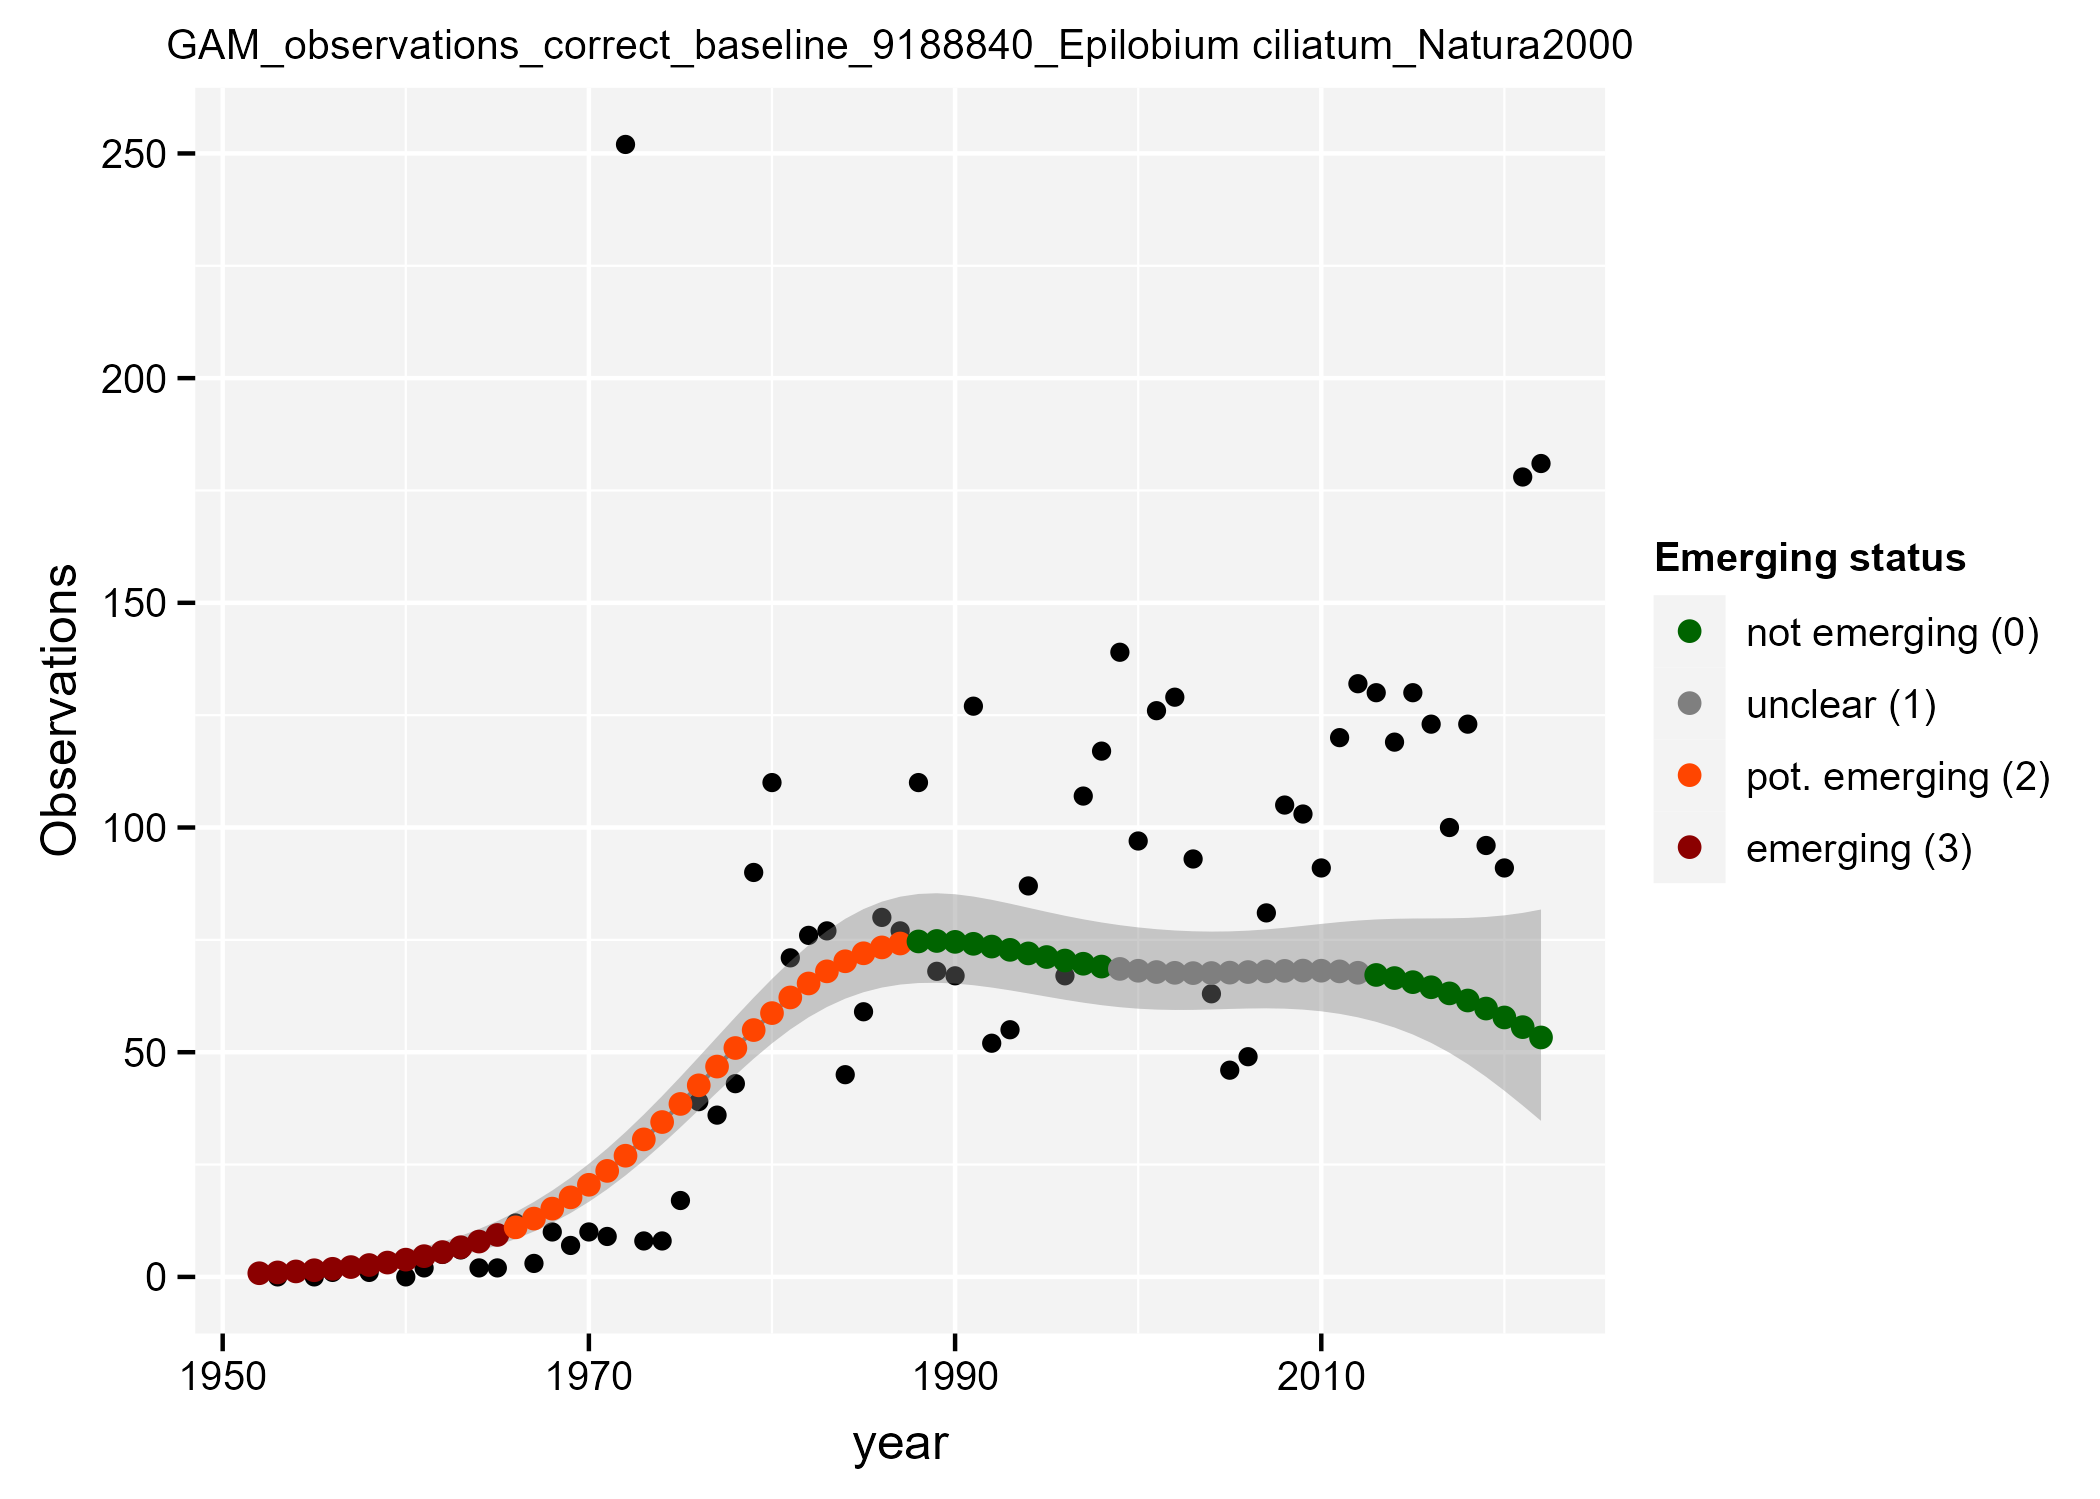 GAM_observations_correct_baseline_9188840_Epilobium ciliatum_Natura2000
250
200
150
100
50
0
Observations
1950
1970
1990
2010
year
Emerging status
not emerging (0)
unclear (1)
pot. emerging (2)
emerging (3)